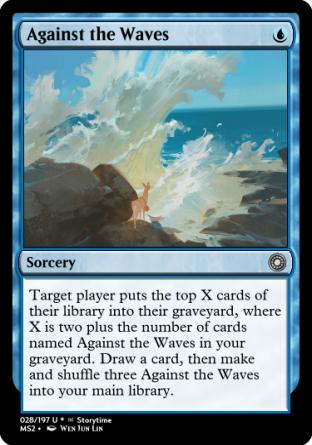 Against the Waves
Sorcery
Target player puts the top X cards of
their library into their graveyard, where
X is two plus the number of cards
named Against the Waves in your
graveyard. Draw a card, then make
and shuffle three Against the Waves
into your main library.
028/197 U * ∞ Storytime
MS2 • Wen Jun Lin